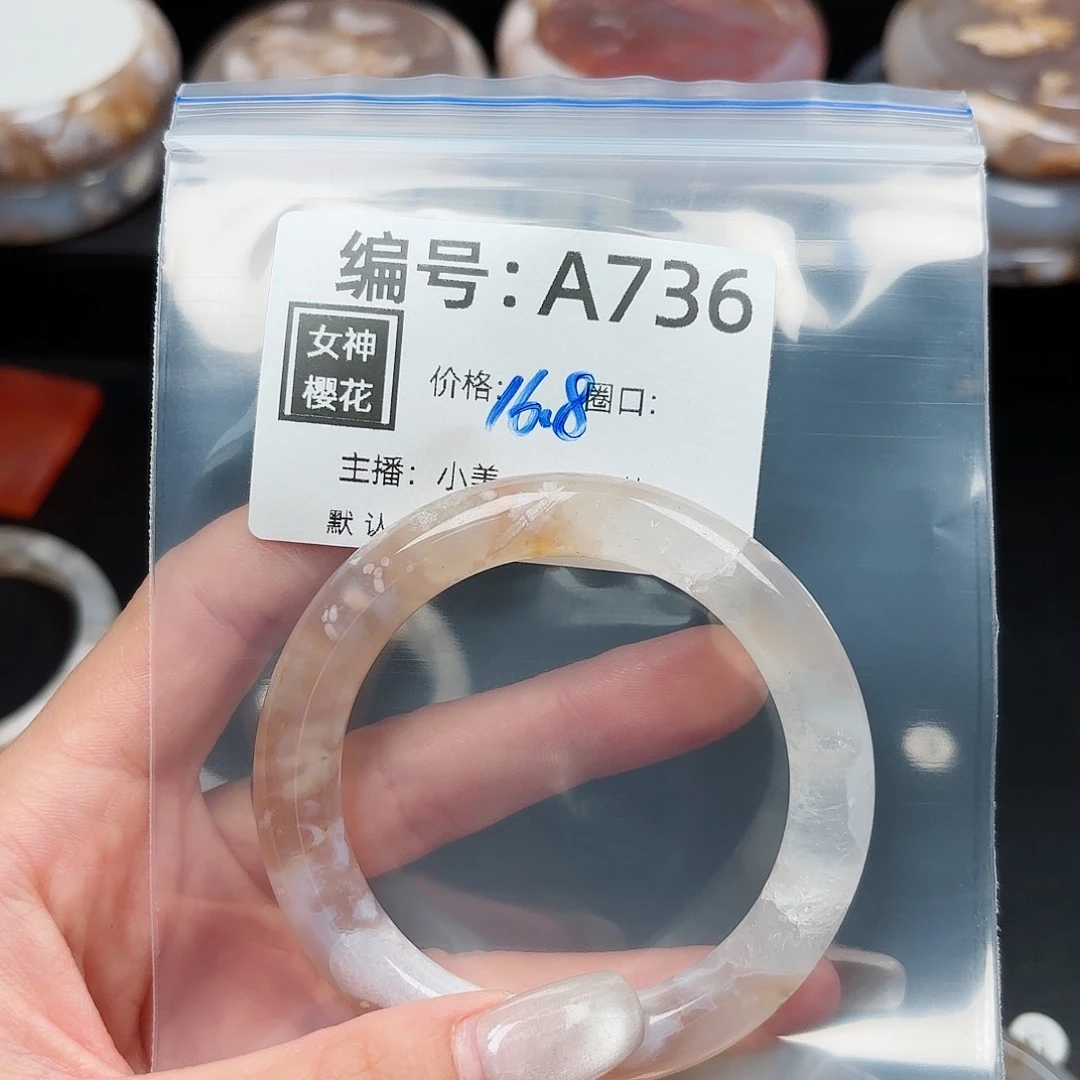 编号：A736
女神
樱花
价格：16.8 圈口：
主播：小美
默认